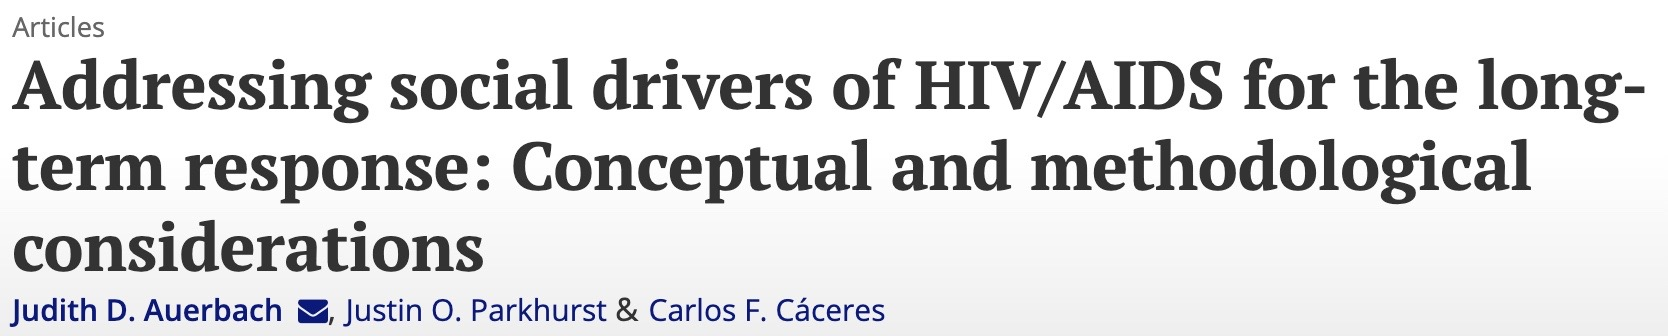 Articles
Addressing social drivers of HIV/AIDS for the long-
term response: Conceptual and methodological
considerations
Judith D. Auerbach , Justin O. Parkhurst & Carlos F. Cáceres